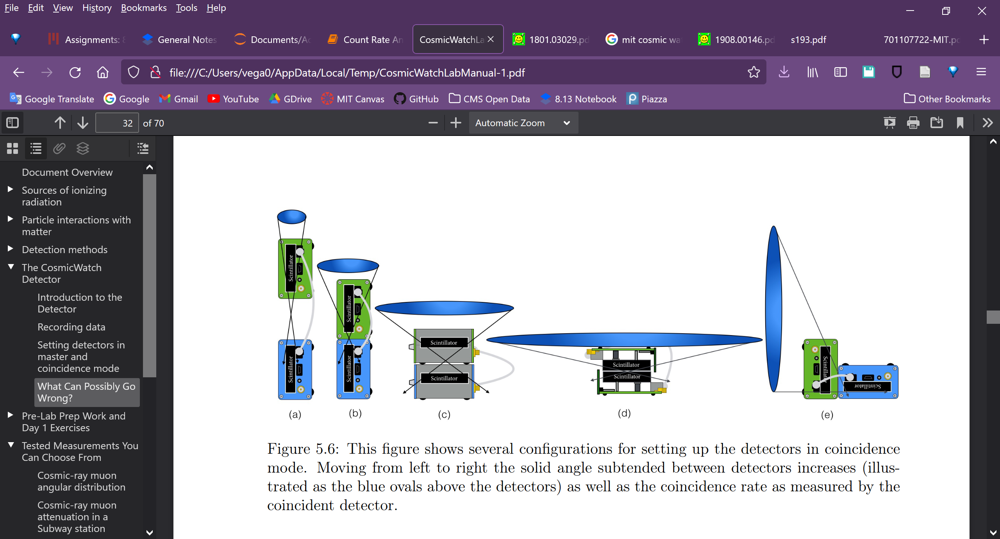 File Edit View History Bookmarks Tools Help
Assignments: General Notes Documents/Ac Count Rate An CosmicWatchLa 1801.03029.pd mit cosmic wa 1908.00146.pd s193.pdf 701107722-MIT.pc
file:///C:/Users/vega0/AppData/Local/Temp/CosmicWatchLabManual-1.pdf
Google Translate Google Gmail YouTube GDrive MIT Canvas GitHub CMS Open Data 8.13 Notebook Piazza Other Bookmarks
32 of 70 Automatic Zoom
Document Overview
Sources of ionizing
radiation
Particle interactions with
matter
Detection methods
The CosmicWatch
Detector
Introduction to the
Detector
Recording data
Setting detectors in
master and
coincidence mode
What Can Possibly Go
Wrong?
Pre-Lab Prep Work and
Day 1 Exercises
Tested Measurements You
Can Choose From
Cosmic-ray muon
angular distribution
Cosmic-ray muon
attenuation in a
Subway station
Scintillator
Scintillator
Scintillator
Scintillator
Scintillator
Scintillator
Scintillator
Scintillator
Scintillator
Scintillator
(a) (b) (c) (d) (e)
Figure 5.6: This figure shows several configurations for setting up the detectors in coincidence
mode. Moving from left to right the solid angle subtended between detectors increases (illus-
trated as the blue ovals above the detectors) as well as the coincidence rate as measured by the
coincident detector.